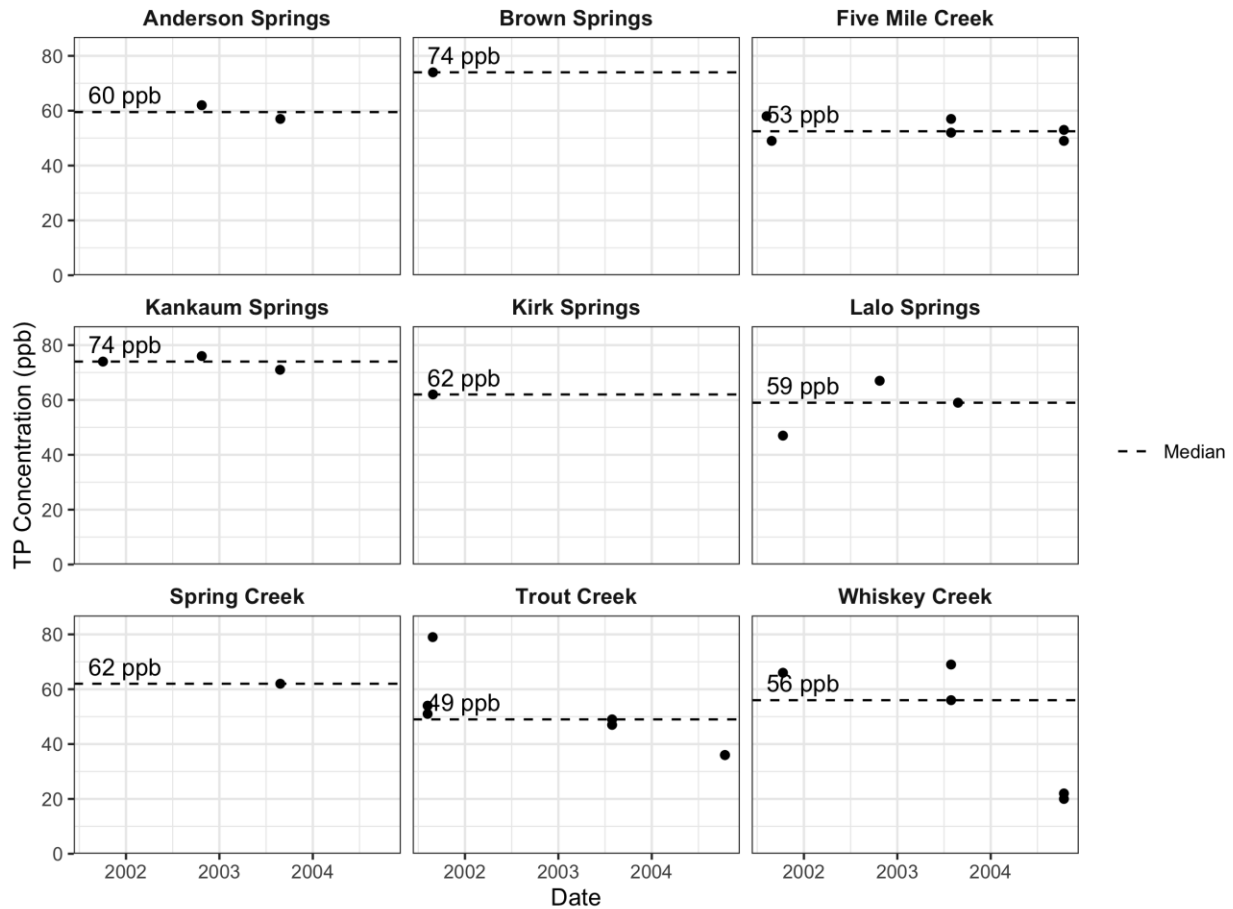 Anderson Springs
Brown Springs
Five Mile Creek
80
60
40
20
0
60 ppb
74 ppb
53 ppb
Kankaum Springs
Kirk Springs
Lalo Springs
TP Concentration (ppb)
80
60
40
20
0
74 ppb
62 ppb
59 ppb
Median
Spring Creek
Trout Creek
Whiskey Creek
80
60
40
20
0
62 ppb
49 ppb
56 ppb
2002 2003 2004
2002 2003 2004
2002 2003 2004
Date